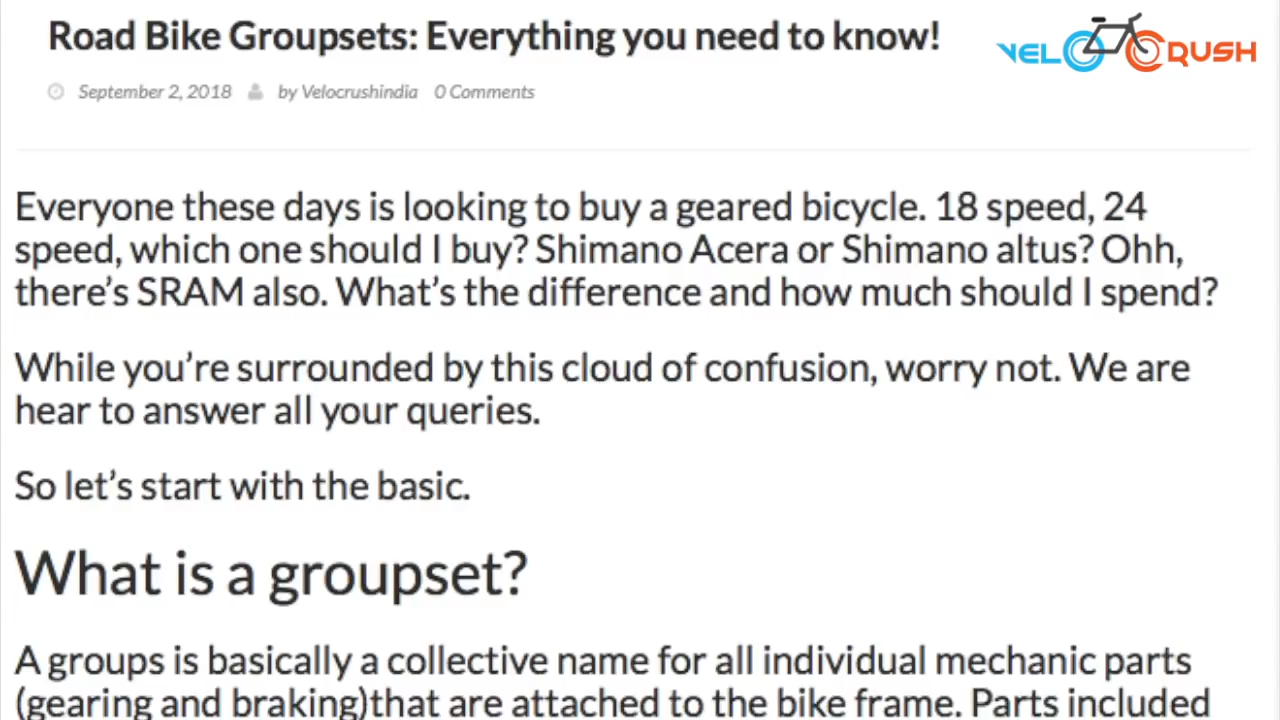 Road Bike Groupsets: Everything you need to know!
VELOCRUSH
September 2, 2018 by Velocrushindia 0 Comments
Everyone these days is looking to buy a geared bicycle. 18 speed, 24
speed, which one should I buy? Shimano Acera or Shimano altus? Ohh,
there's SRAM also. What's the difference and how much should I spend?
While you're surrounded by this cloud of confusion, worry not. We are
hear to answer all your queries.
So let's start with the basic.
What is a groupset?
A groups is basically a collective name for all individual mechanic parts
(gearing and braking)that are attached to the bike frame. Parts included